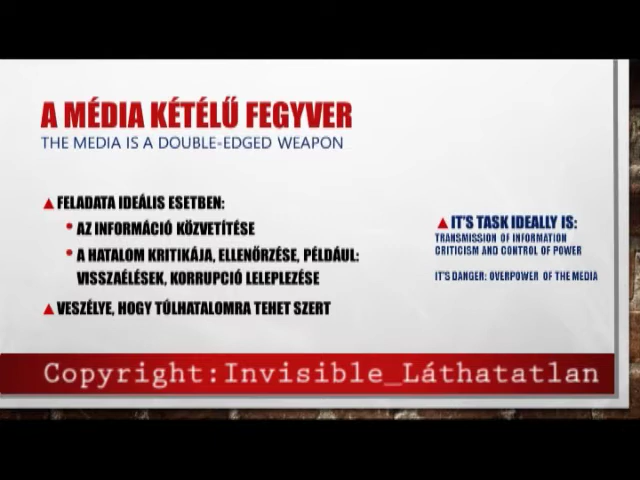 A MÉDIA KÉTÉLŰ FEGYVER
THE MEDIA IS A DOUBLE-EDGED WEAPON
▲FELADATA IDEÁLIS ESETBEN:
• AZ INFORMÁCIÓ KÖZVETÍTÉSE
• A HATALOM KRITIKÁJA, ELLENŐRZÉSE, PÉLDÁUL:
VISSZAÉLÉSEK, KORRUPCIÓ LELEPLEZÉSE
▲VESZÉLYE, HOGY TÚLHATALOMRA TEHET SZERT
▲IT'S TASK IDEALLY IS:
TRANSMISSION OF INFORMATION
CRITICISM AND CONTROL OF POWER
IT'S DANGER: OVERPOWER OF THE MEDIA
Copyright:Invisible_Láthatatlan